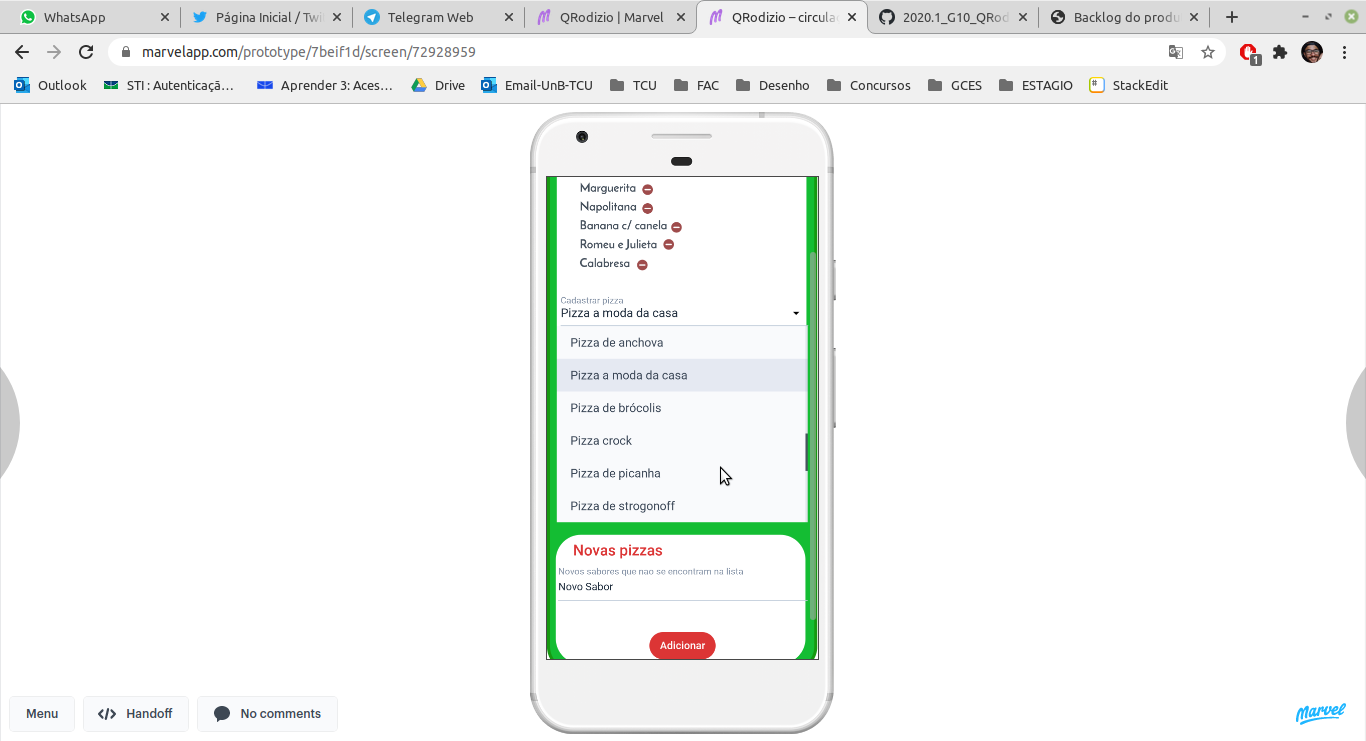 WhatsApp
Página Inicial / Twi
Telegram Web
QRodizio | Marvel
QRodizio – circula
2020.1_G10_QRod
Backlog do produ
marvelapp.com/prototype/7beif1d/screen/72928959
1
Outlook
STI : Autenticaçã...
Aprender 3: Aces...
Drive
Email-UnB-TCU
TCU
FAC
Desenho
Concursos
GCES
ESTAGIO
StackEdit
Marguerita
Napolitana
Banana c/ canela
Romeu e Julieta
Calabresa
Cadastrar pizza
Pizza a moda da casa
Pizza de anchova
Pizza a moda da casa
Pizza de brócolis
Pizza crock
Pizza de picanha
Pizza de strogonoff
Novas pizzas
Novos sabores que nao se encontram na lista
Novo Sabor
Adicionar
Menu
Handoff
No comments
Marvel